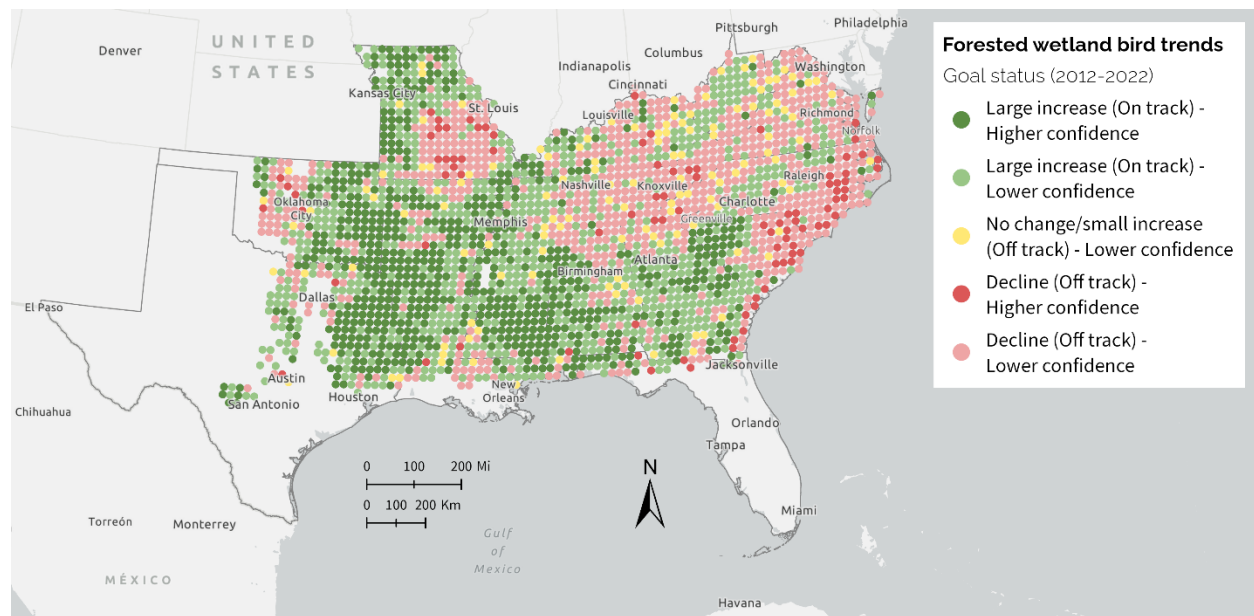 Pittsburgh
Philadelphia
Denver
UNITED
STATES
Columbus
Indianapolis
Washington
Cincinnati
Kansas City
St. Louis
Louisville
Richmond
Norfolk
Nashville
Knoxville
Raleigh
Oklahoma
City
Charlotte
Memphis
Greenville
Atlanta
Birmingham
Dallas
El Paso
Jacksonville
Austin
New
Orleans
Houston
San Antonio
Chihuahua
Orlando
Tampa
0 100 200 Mi
N
0 100 200 Km
Miami
Torreón
Monterrey
Gulf
of
Mexico
MÉXICO
Havana
Forested wetland bird trends
Goal status (2012-2022)
Large increase (On track) -
Higher confidence
Large increase (On track) -
Lower confidence
No change/small increase
(Off track) - Lower confidence
Decline (Off track) -
Higher confidence
Decline (Off track) -
Lower confidence